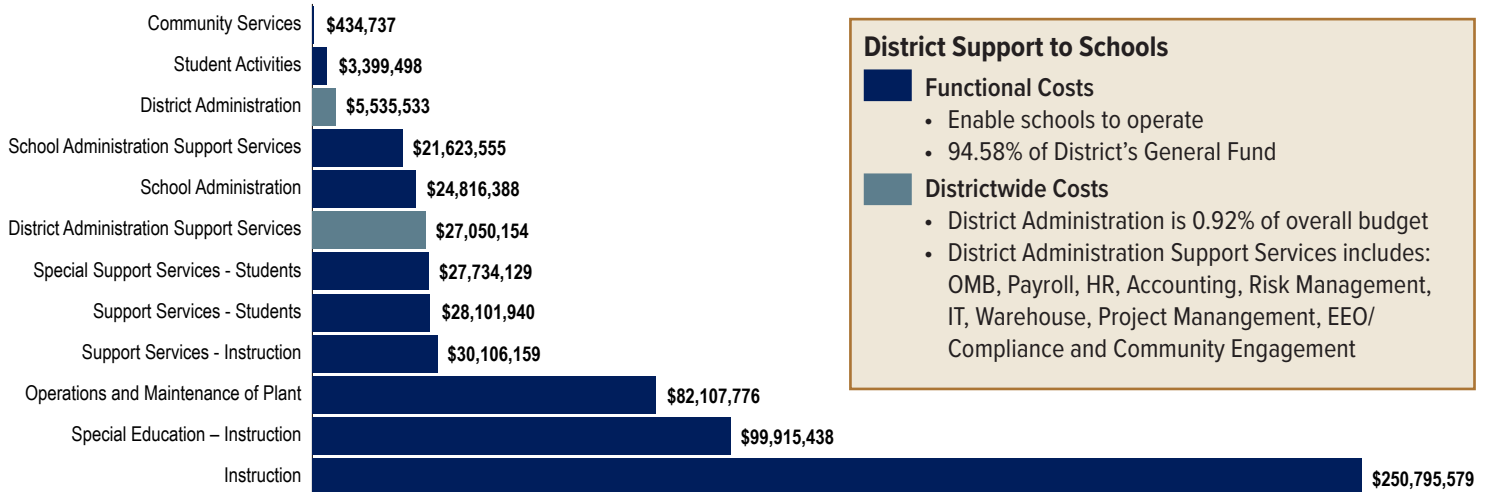 Community Services $434,737
Student Activities $3,399,498
District Administration $5,535,533
School Administration Support Services $21,623,555
School Administration $24,816,388
District Administration Support Services $27,050,154
Special Support Services - Students $27,734,129
Support Services - Students $28,101,940
Support Services - Instruction $30,106,159
Operations and Maintenance of Plant $82,107,776
Special Education – Instruction $99,915,438
Instruction $250,795,579
District Support to Schools
Functional Costs
• Enable schools to operate
• 94.58% of District's General Fund
Districtwide Costs
• District Administration is 0.92% of overall budget
• District Administration Support Services includes:
OMB, Payroll, HR, Accounting, Risk Management,
IT, Warehouse, Project Manangement, EEO/
Compliance and Community Engagement